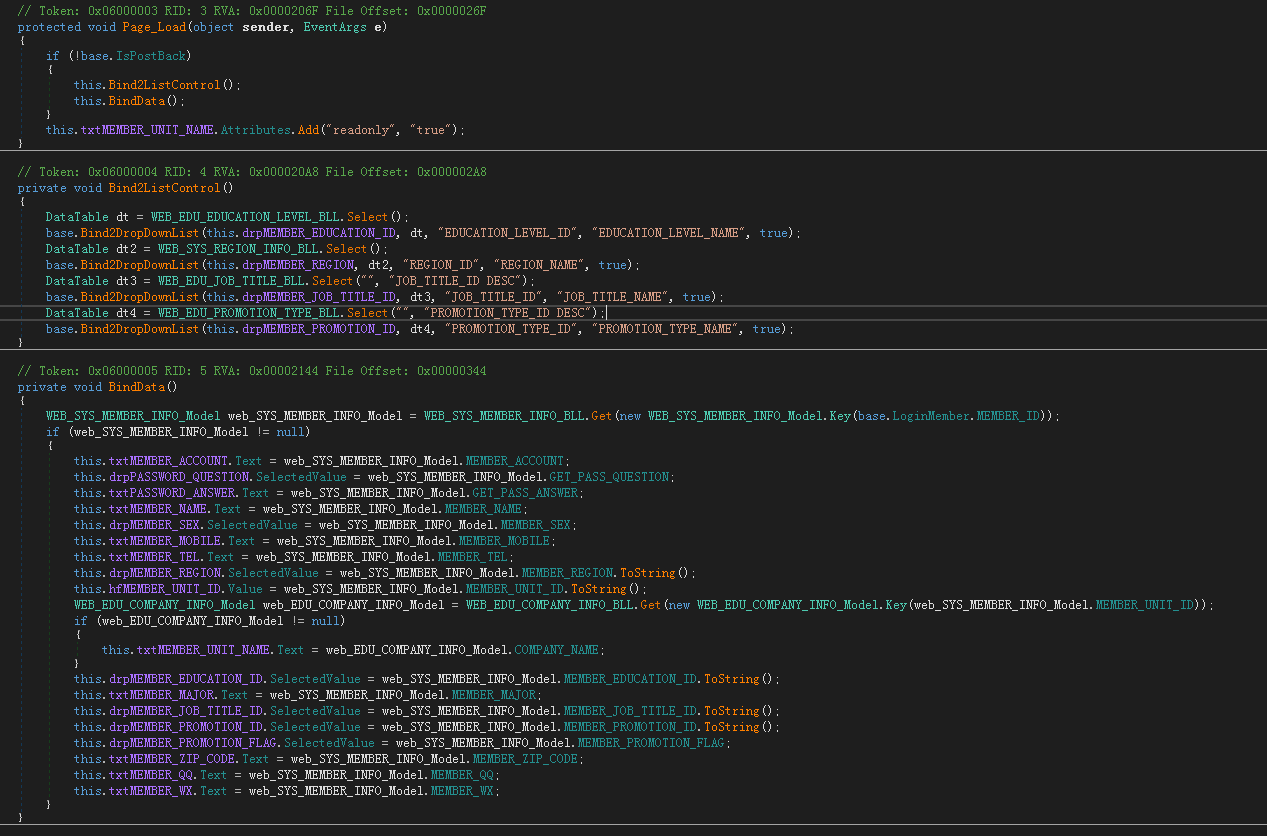 // Token: 0x06000003 RID: 3 RVA: 0x0000206F File Offset: 0x0000026F
protected void Page_Load(object sender, EventArgs e)
{
if (!base.IsPostBack)
{
this.Bind2ListControl();
this.BindData();
}
this.txtMEMBER_UNIT_NAME.Attributes.Add("readonly", "true");
}
// Token: 0x06000004 RID: 4 RVA: 0x000020A8 File Offset: 0x000002A8
private void Bind2ListControl()
{
DataTable dt = WEB_EDU_EDUCATION_LEVEL_BLL.Select();
base.Bind2DropDownList(this.drpMEMBER_EDUCATION_ID, dt, "EDUCATION_LEVEL_ID", "EDUCATION_LEVEL_NAME", true);
DataTable dt2 = WEB_SYS_REGION_INFO_BLL.Select();
base.Bind2DropDownList(this.drpMEMBER_REGION, dt2, "REGION_ID", "REGION_NAME", true);
DataTable dt3 = WEB_EDU_JOB_TITLE_BLL.Select("", "JOB_TITLE_ID DESC");
base.Bind2DropDownList(this.drpMEMBER_JOB_TITLE_ID, dt3, "JOB_TITLE_ID", "JOB_TITLE_NAME", true);
DataTable dt4 = WEB_EDU_PROMOTION_TYPE_BLL.Select("", "PROMOTION_TYPE_ID DESC");
base.Bind2DropDownList(this.drpMEMBER_PROMOTION_ID, dt4, "PROMOTION_TYPE_ID", "PROMOTION_TYPE_NAME", true);
}
// Token: 0x06000005 RID: 5 RVA: 0x00002144 File Offset: 0x00000344
private void BindData()
{
WEB_SYS_MEMBER_INFO_Model web_SYS_MEMBER_INFO_Model = WEB_SYS_MEMBER_INFO_BLL.Get(new WEB_SYS_MEMBER_INFO_Model.Key(base.LoginMember.MEMBER_ID));
if (web_SYS_MEMBER_INFO_Model != null)
{
this.txtMEMBER_ACCOUNT.Text = web_SYS_MEMBER_INFO_Model.MEMBER_ACCOUNT;
this.drpPASSWORD_QUESTION.SelectedValue = web_SYS_MEMBER_INFO_Model.GET_PASS_QUESTION;
this.txtPASSWORD_ANSWER.Text = web_SYS_MEMBER_INFO_Model.GET_PASS_ANSWER;
this.txtMEMBER_NAME.Text = web_SYS_MEMBER_INFO_Model.MEMBER_NAME;
this.drpMEMBER_SEX.SelectedValue = web_SYS_MEMBER_INFO_Model.MEMBER_SEX;
this.txtMEMBER_MOBILE.Text = web_SYS_MEMBER_INFO_Model.MEMBER_MOBILE;
this.txtMEMBER_TEL.Text = web_SYS_MEMBER_INFO_Model.MEMBER_TEL;
this.drpMEMBER_REGION.SelectedValue = web_SYS_MEMBER_INFO_Model.MEMBER_REGION.ToString();
this.hfMEMBER_UNIT_ID.Value = web_SYS_MEMBER_INFO_Model.MEMBER_UNIT_ID.ToString();
WEB_EDU_COMPANY_INFO_Model web_EDU_COMPANY_INFO_Model = WEB_EDU_COMPANY_INFO_BLL.Get(new WEB_EDU_COMPANY_INFO_Model.Key(web_SYS_MEMBER_INFO_Model.MEMBER_UNIT_ID));
if (web_EDU_COMPANY_INFO_Model != null)
{
this.txtMEMBER_UNIT_NAME.Text = web_EDU_COMPANY_INFO_Model.COMPANY_NAME;
}
this.drpMEMBER_EDUCATION_ID.SelectedValue = web_SYS_MEMBER_INFO_Model.MEMBER_EDUCATION_ID.ToString();
this.txtMEMBER_MAJOR.Text = web_SYS_MEMBER_INFO_Model.MEMBER_MAJOR;
this.drpMEMBER_JOB_TITLE_ID.SelectedValue = web_SYS_MEMBER_INFO_Model.MEMBER_JOB_TITLE_ID.ToString();
this.drpMEMBER_PROMOTION_ID.SelectedValue = web_SYS_MEMBER_INFO_Model.MEMBER_PROMOTION_ID.ToString();
this.drpMEMBER_PROMOTION_FLAG.SelectedValue = web_SYS_MEMBER_INFO_Model.MEMBER_PROMOTION_FLAG;
this.txtMEMBER_ZIP_CODE.Text = web_SYS_MEMBER_INFO_Model.MEMBER_ZIP_CODE;
this.txtMEMBER_QQ.Text = web_SYS_MEMBER_INFO_Model.MEMBER_QQ;
this.txtMEMBER_WX.Text = web_SYS_MEMBER_INFO_Model.MEMBER_WX;
}
}